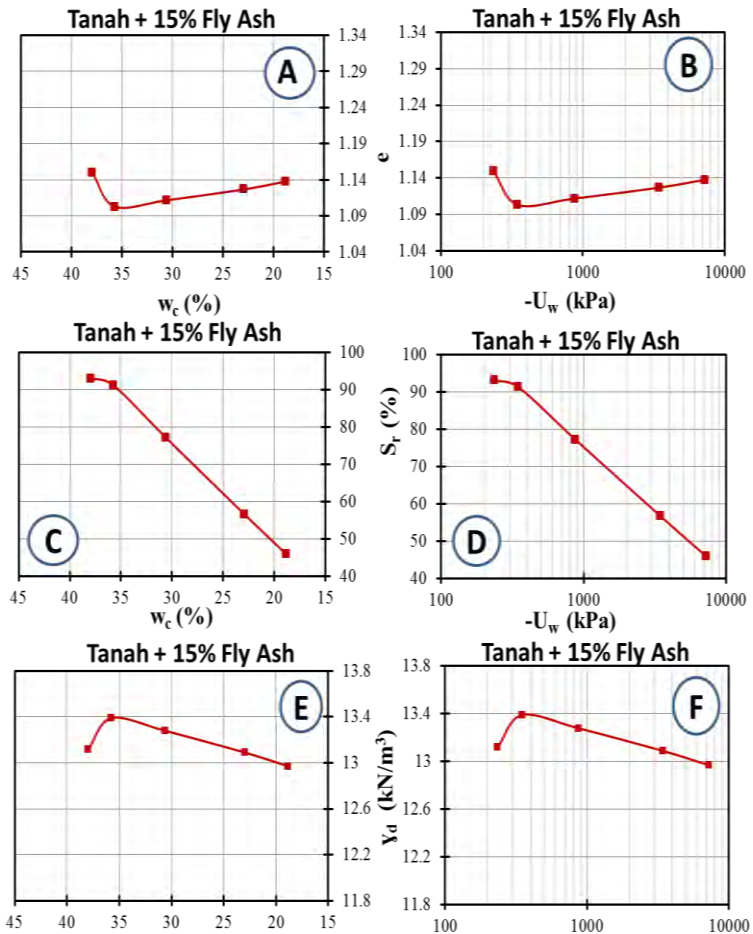 Tanah + 15% Fly Ash
1.34
1.29
1.24
1.19
1.14
1.09
1.04
A
45 40 35 30 25 20 15
w_c (%)
Tanah + 15% Fly Ash
e
1.34
1.29
1.24
1.19
1.14
1.09
1.04
B
100 1000 10000
-U_w (kPa)
Tanah + 15% Fly Ash
100
90
80
70
60
50
40
C
45 40 35 30 25 20 15
w_c (%)
Tanah + 15% Fly Ash
S_r (%)
100
90
80
70
60
50
40
D
100 1000 10000
-U_w (kPa)
Tanah + 15% Fly Ash
13.8
13.4
13
12.6
12.2
11.8
E
45 40 35 30 25 20 15
Tanah + 15% Fly Ash
γ_d (kN/m³)
13.8
13.4
13
12.6
12.2
11.8
F
100 1000 10000